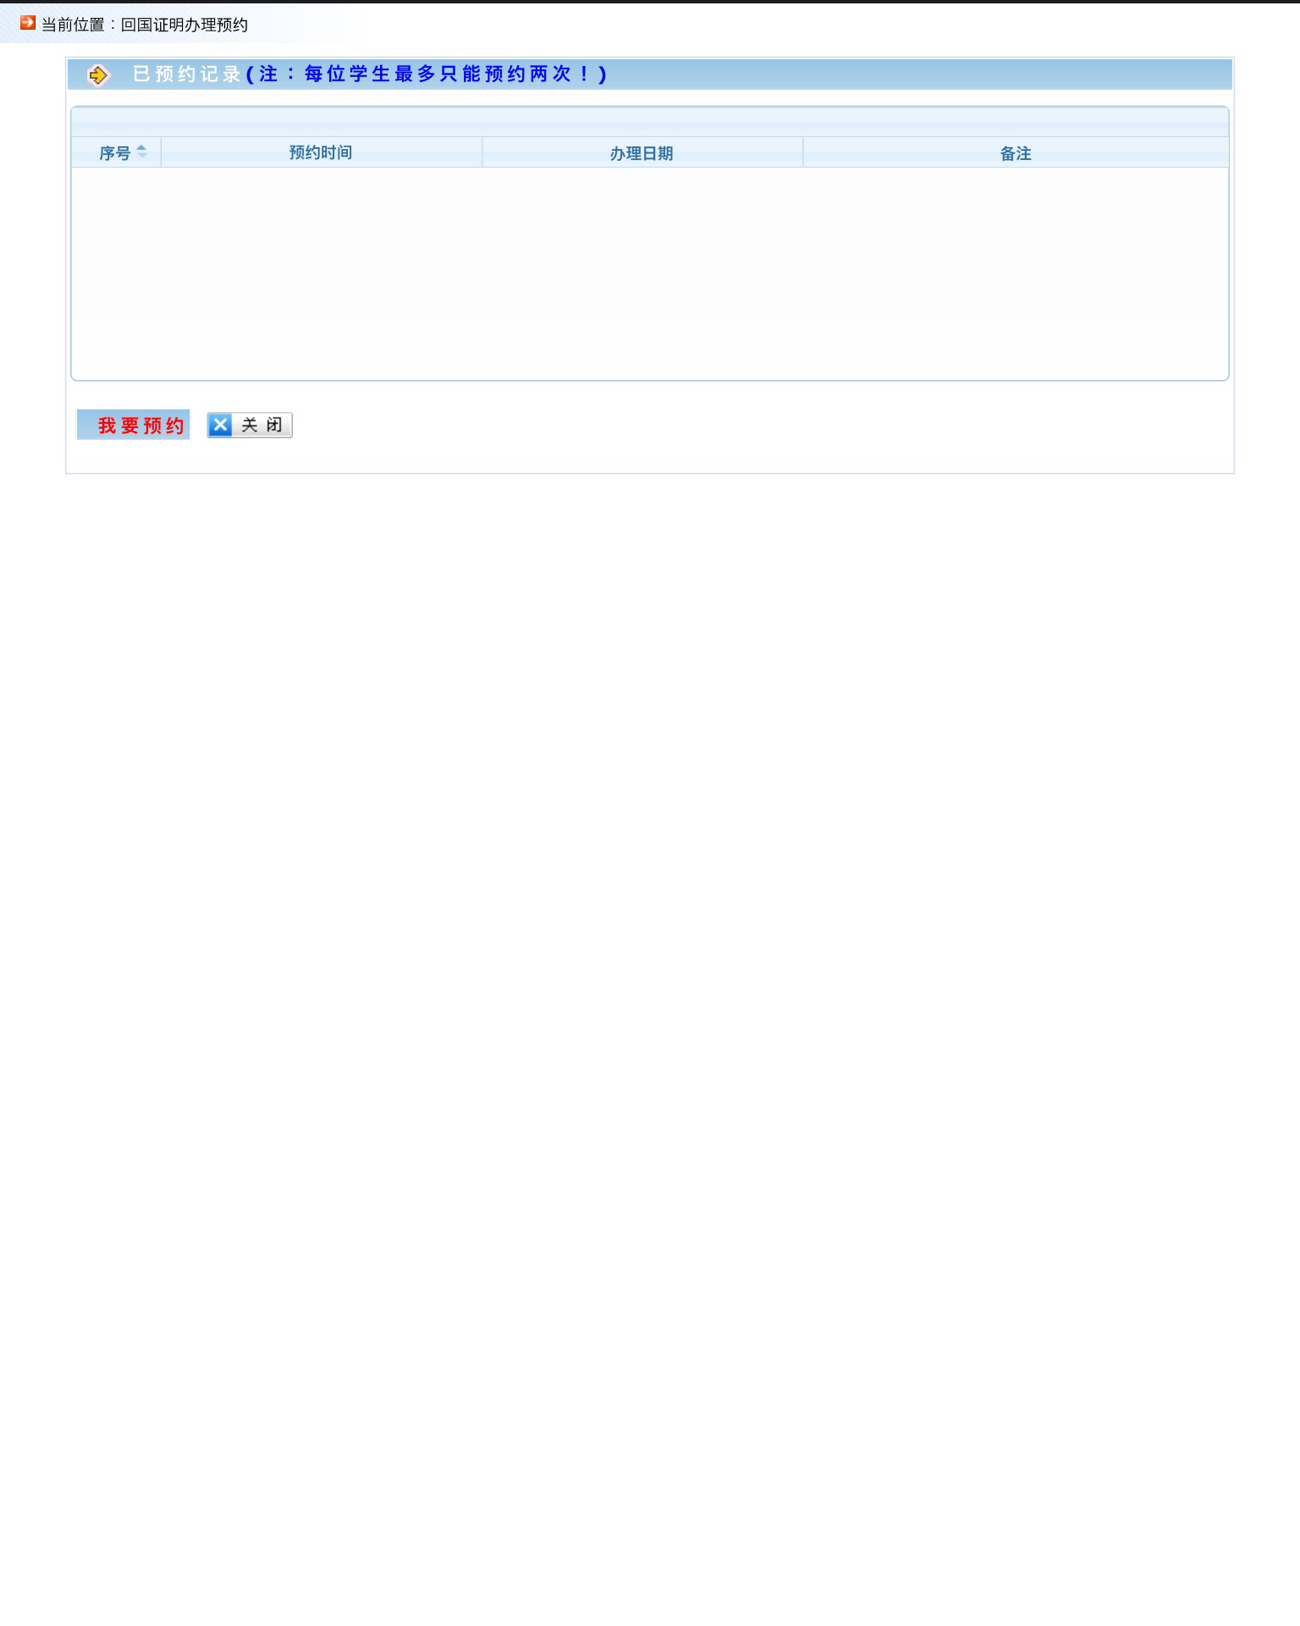 当前位置：回国证明办理预约
已预约记录(注：每位学生最多只能预约两次！)
序号 预约时间 办理日期 备注
我要预约 关 闭